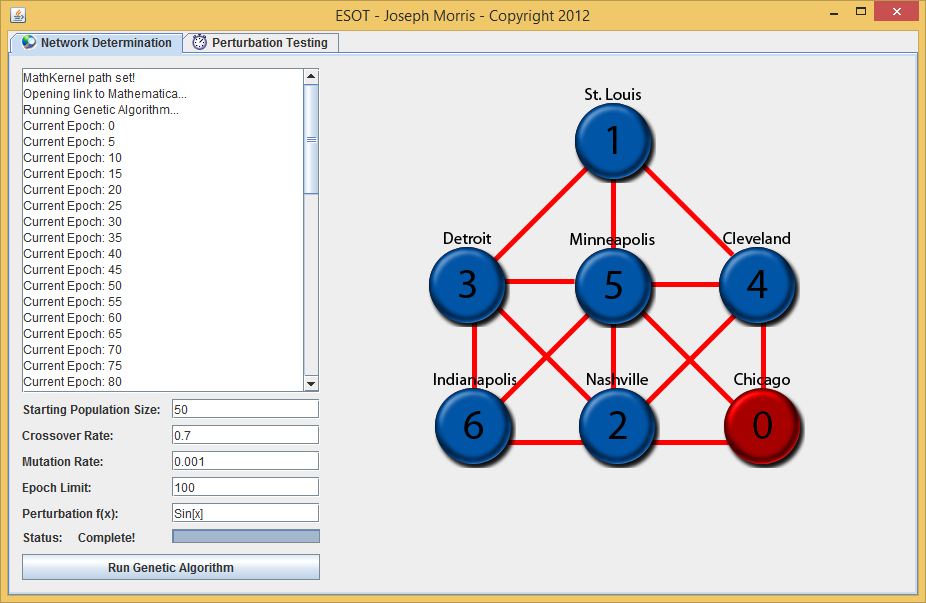 ESOT - Joseph Morris - Copyright 2012
Network Determination
Perturbation Testing
MathKernel path set!
Opening link to Mathematica...
Running Genetic Algorithm...
Current Epoch: 0
Current Epoch: 5
Current Epoch: 10
Current Epoch: 15
Current Epoch: 20
Current Epoch: 25
Current Epoch: 30
Current Epoch: 35
Current Epoch: 40
Current Epoch: 45
Current Epoch: 50
Current Epoch: 55
Current Epoch: 60
Current Epoch: 65
Current Epoch: 70
Current Epoch: 75
Current Epoch: 80
Starting Population Size: 50
Crossover Rate: 0.7
Mutation Rate: 0.001
Epoch Limit: 100
Perturbation f(x): Sin[x]
Status: Complete!
Run Genetic Algorithm
St. Louis
1
Detroit
3
Minneapolis
5
Cleveland
4
Indianapolis
6
Nashville
2
Chicago
0